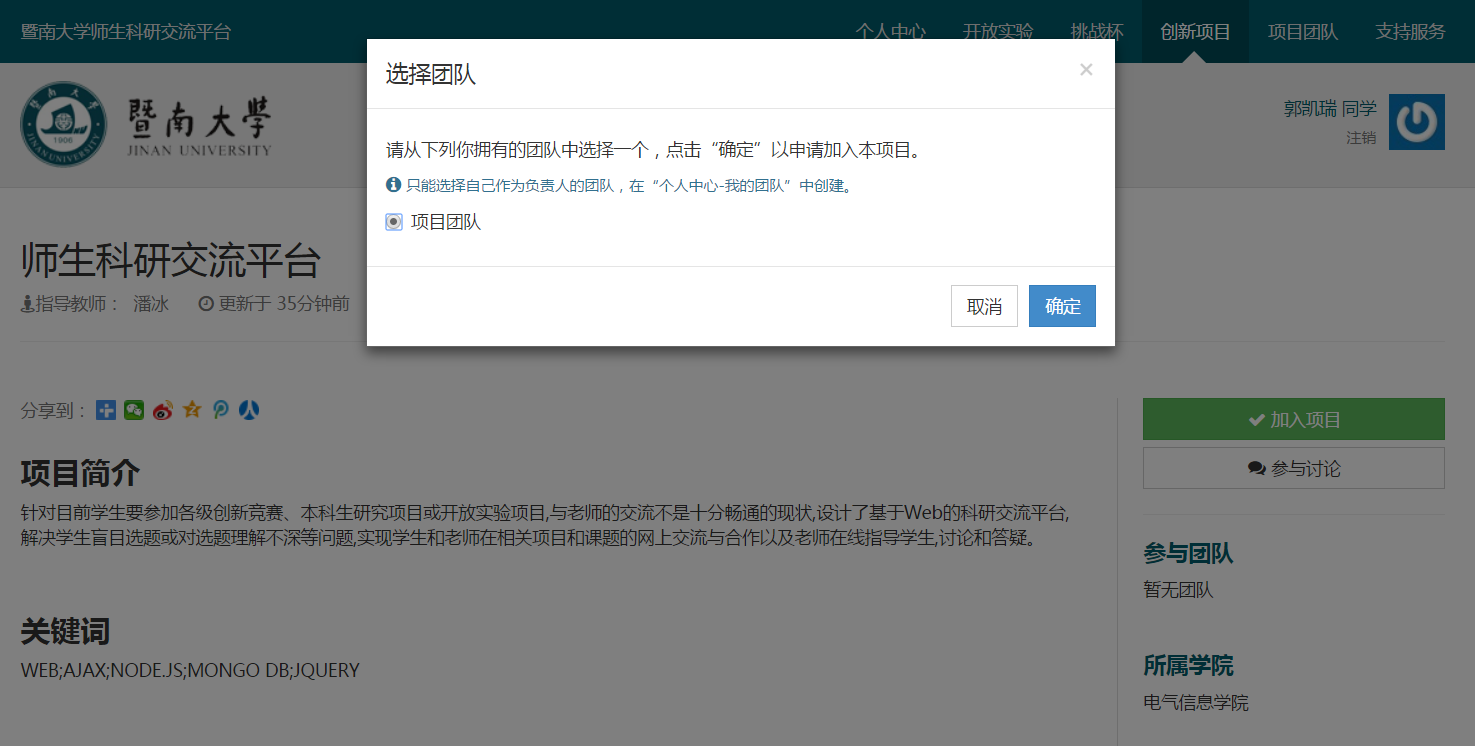 暨南大学师生科研交流平台
个人中心 开放实验 挑战杯 创新项目 项目团队 支持服务
选择团队
×
暨南大学
JINAN UNIVERSITY
暨南大学
JINAN UNIVERSITY
1906
郭凯瑞 同学
注销
请从下列你拥有的团队中选择一个，点击“确定”以申请加入本项目。
只能选择自己作为负责人的团队，在“个人中心-我的团队”中创建。
项目团队
取消 确定
师生科研交流平台
指导教师： 潘冰 更新于 35分钟前
分享到：
加入项目
参与讨论
项目简介
针对目前学生要参加各级创新竞赛、本科生研究项目或开放实验项目,与老师的交流不是十分畅通的现状,设计了基于Web的科研交流平台,
解决学生盲目选题或对选题理解不深等问题,实现学生和老师在相关项目和课题的网上交流与合作以及老师在线指导学生,讨论和答疑。
关键词
WEB;AJAX;NODE.JS;MONGO DB;JQUERY
参与团队
暂无团队
所属学院
电气信息学院